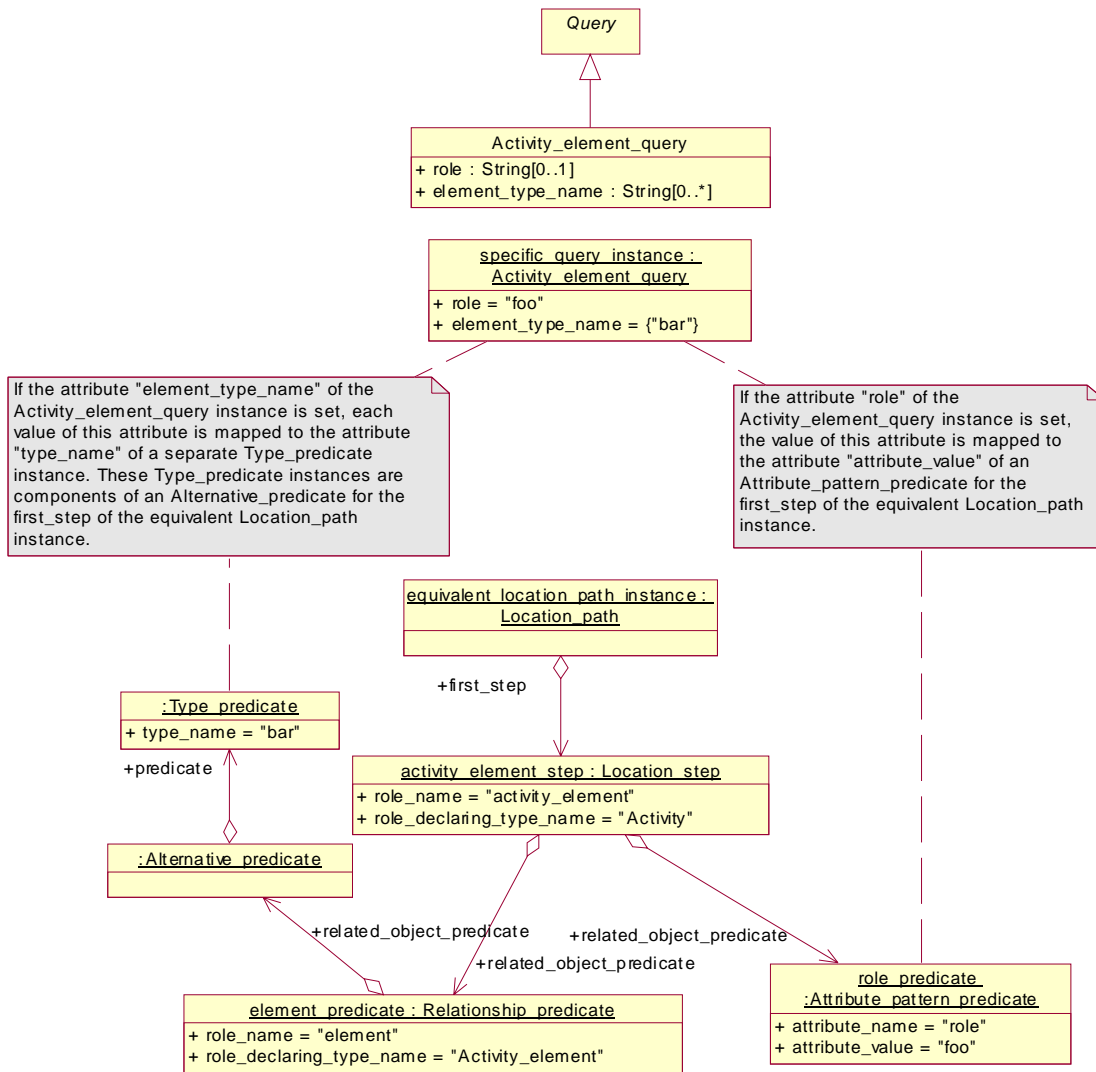 Query
Activity_element_query
+ role : String[0..1]
+ element_type_name : String[0..*]
specific_query_instance :
Activity_element_query
+ role = "foo"
+ element_type_name = {"bar"}
If the attribute "element_type_name" of the
Activity_element_query instance is set, each
value of this attribute is mapped to the attribute
"type_name" of a separate Type_predicate
instance. These Type_predicate instances are
components of an Alternative_predicate for the
first_step of the equivalent Location_path
instance.
If the attribute "role" of the
Activity_element_query instance is set,
the value of this attribute is mapped to
the attribute "attribute_value" of an
Attribute_pattern_predicate for the
first_step of the equivalent Location_path
instance.
equivalent_location_path_instance :
Location_path
+first_step
:Type_predicate
+ type_name = "bar"
+predicate
activity_element_step : Location_step
+ role_name = "activity_element"
+ role_declaring_type_name = "Activity"
:Alternative_predicate
+related_object_predicate
+related_object_predicate
+related_object_predicate
element_predicate : Relationship_predicate
+ role_name = "element"
+ role_declaring_type_name = "Activity_element"
role_predicate
:Attribute_pattern_predicate
+ attribute_name = "role"
+ attribute_value = "foo"